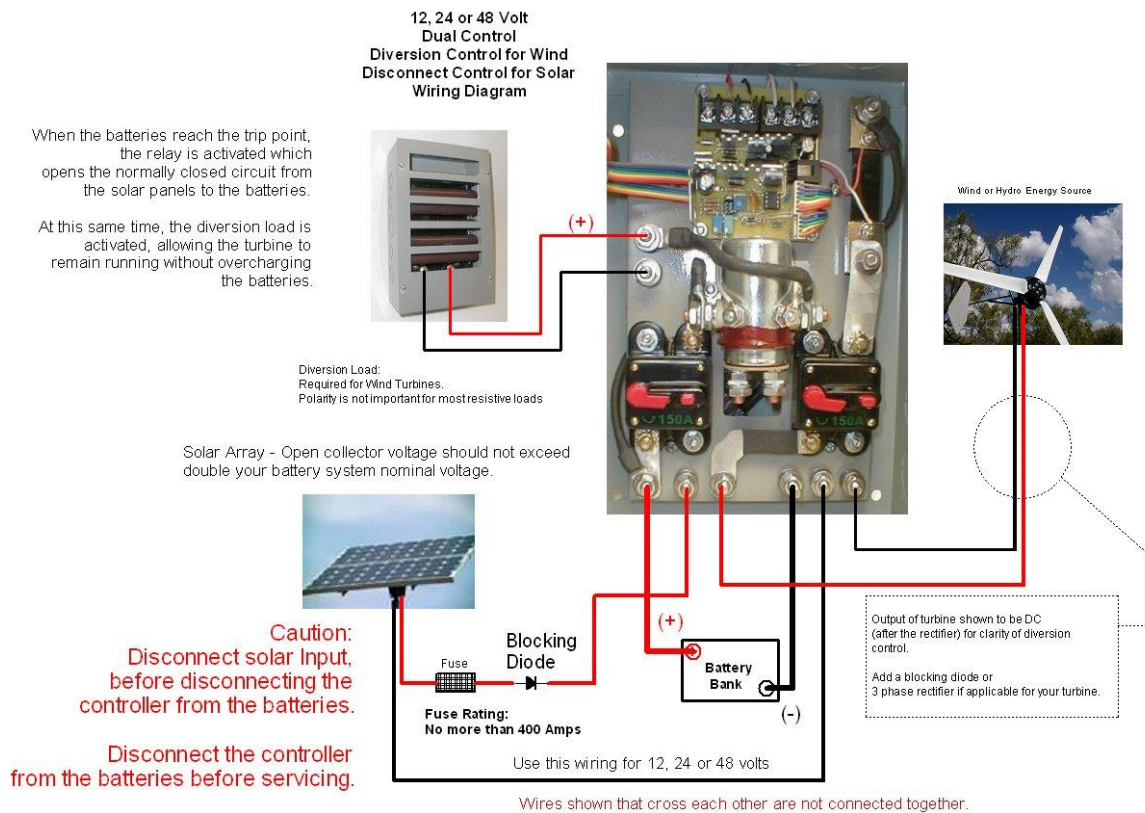 12, 24 or 48 Volt
Dual Control
Diversion Control for Wind
Disconnect Control for Solar
Wiring Diagram
When the batteries reach the trip point,
the relay is activated which
opens the normally closed circuit from
the solar panels to the batteries.
At this same time, the diversion load is
activated, allowing the turbine to
remain running without overcharging
the batteries.
(+)
Wind or Hydro Energy Source
Diversion Load:
Required for Wind Turbines.
Polarity is not important for most resistive loads
150A
150A
Solar Array - Open collector voltage should not exceed
double your battery system nominal voltage.
Caution:
Disconnect solar Input,
before disconnecting the
controller from the batteries.
Disconnect the controller
from the batteries before servicing.
Fuse
Blocking
Diode
Fuse Rating:
No more than 400 Amps
(+)
Battery
Bank
(-)
Output of turbine shown to be DC
(after the rectifier) for clarity of diversion
control.
Add a blocking diode or
3 phase rectifier if applicable for your turbine.
Use this wiring for 12, 24 or 48 volts
Wires shown that cross each other are not connected together.